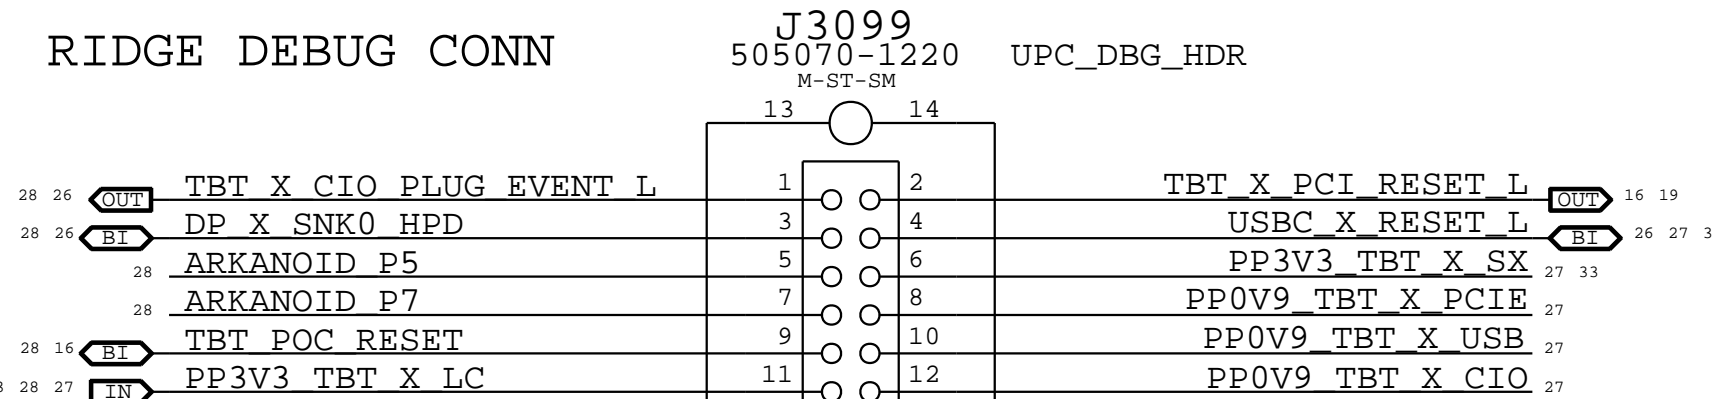 J3099
RIDGE DEBUG CONN 505070-1220 UPC_DBG_HDR
M-ST-SM
13 14
28 26 OUT TBT_X_CIO_PLUG_EVENT_L 1 2 TBT_X_PCI_RESET_L OUT 16 19
28 26 BI DP_X_SNK0_HPD 3 4 USBC_X_RESET_L BI 26 27 3
28 ARKANOID_P5 5 6 PP3V3_TBT_X_SX 27 33
28 ARKANOID_P7 7 8 PP0V9_TBT_X_PCIE 27
28 16 BI TBT_POC_RESET 9 10 PP0V9_TBT_X_USB 27
28 27 IN PP3V3_TBT_X_LC 11 12 PP0V9_TBT_X_CIO 27